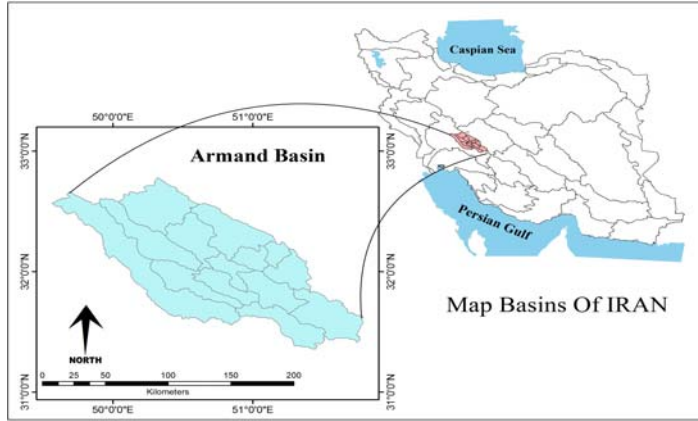 Caspian Sea
50°0'0"E
51°0'0"E
33°0'0"N
33°0'0"N
Armand Basin
Persian Gulf
32°0'0"N
32°0'0"N
Map Basins Of IRAN
NORTH
0 25 50 100 150 200
Kilometers
31°0'0"N
31°0'0"N
50°0'0"E
51°0'0"E